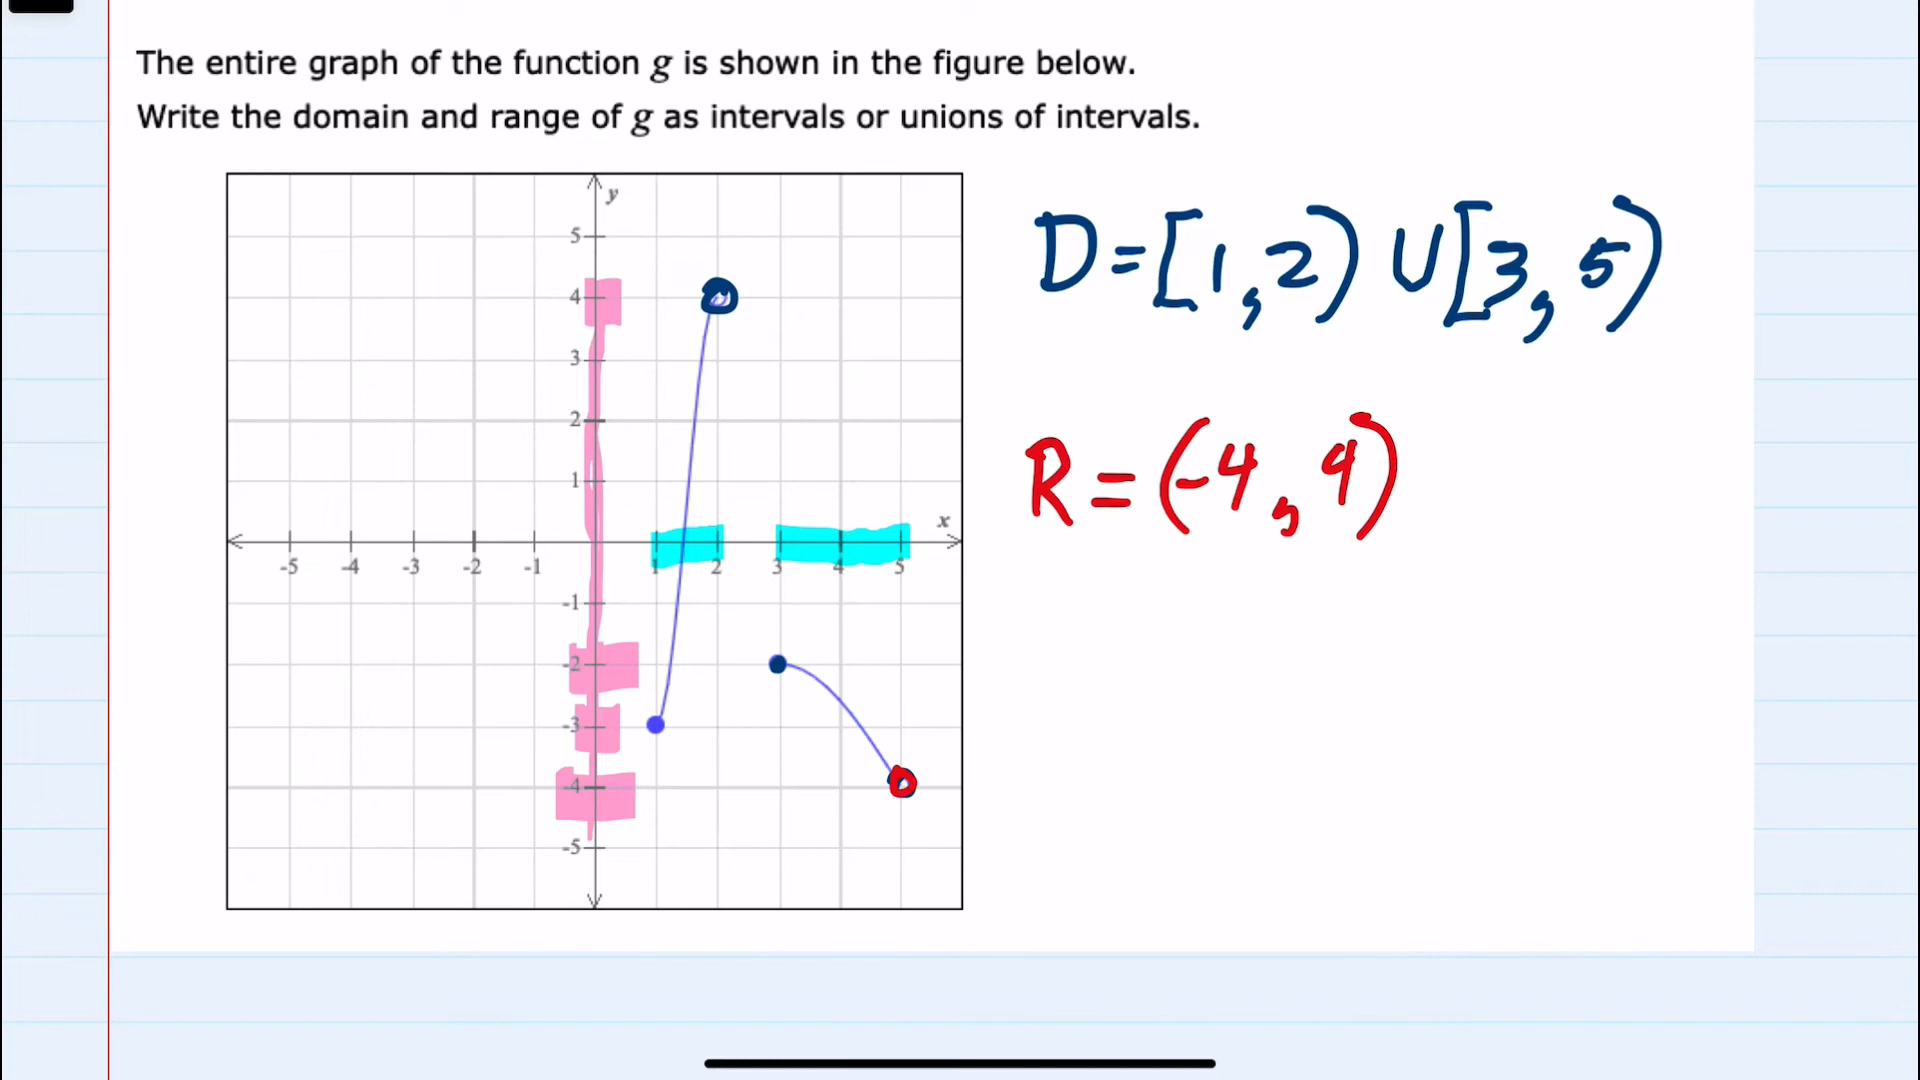 The entire graph of the function g is shown in the figure below.
Write the domain and range of g as intervals or unions of intervals.
y
5
4
3
2
1
x
-5 -4 -3 -2 -1 1 2 3 4 5
-1
-2
-3
-4
-5
D = [1, 2) ∪ [3, 5)
R = (-4, 4)